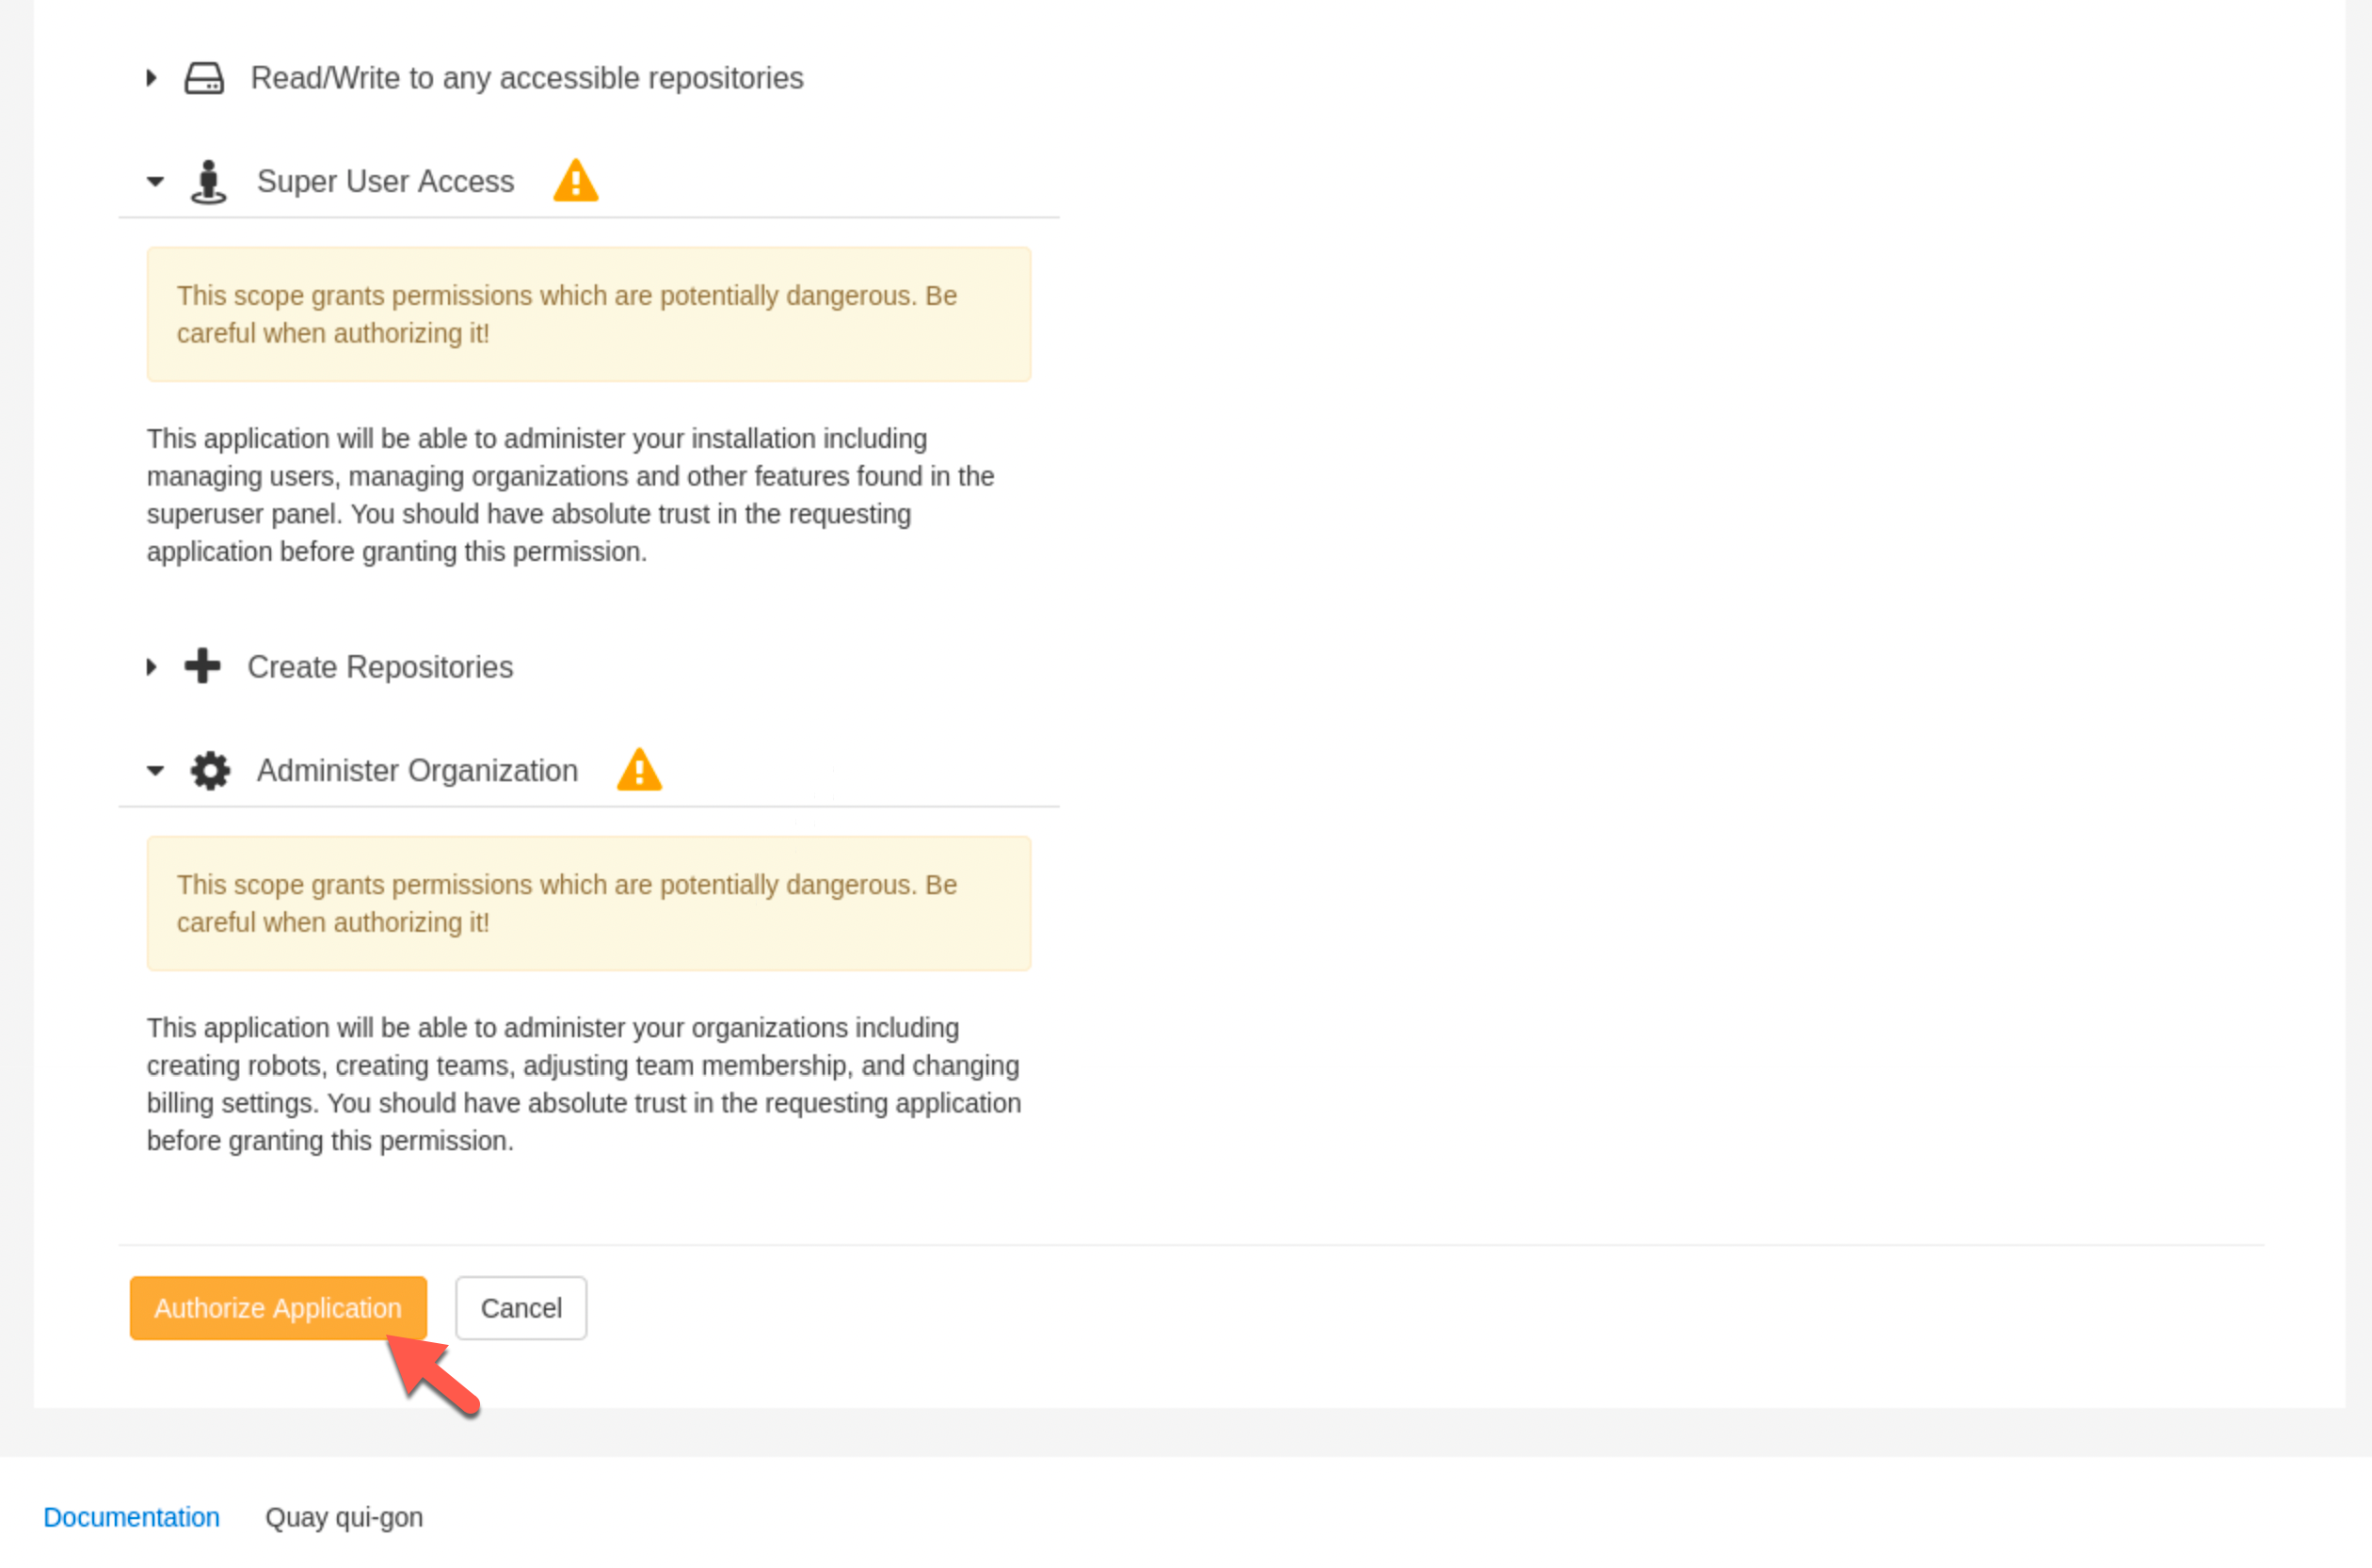 Read/Write to any accessible repositories
Super User Access
This scope grants permissions which are potentially dangerous. Be
careful when authorizing it!
This application will be able to administer your installation including
managing users, managing organizations and other features found in the
superuser panel. You should have absolute trust in the requesting
application before granting this permission.
Create Repositories
Administer Organization
This scope grants permissions which are potentially dangerous. Be
careful when authorizing it!
This application will be able to administer your organizations including
creating robots, creating teams, adjusting team membership, and changing
billing settings. You should have absolute trust in the requesting application
before granting this permission.
Authorize Application Cancel
Documentation Quay qui-gon